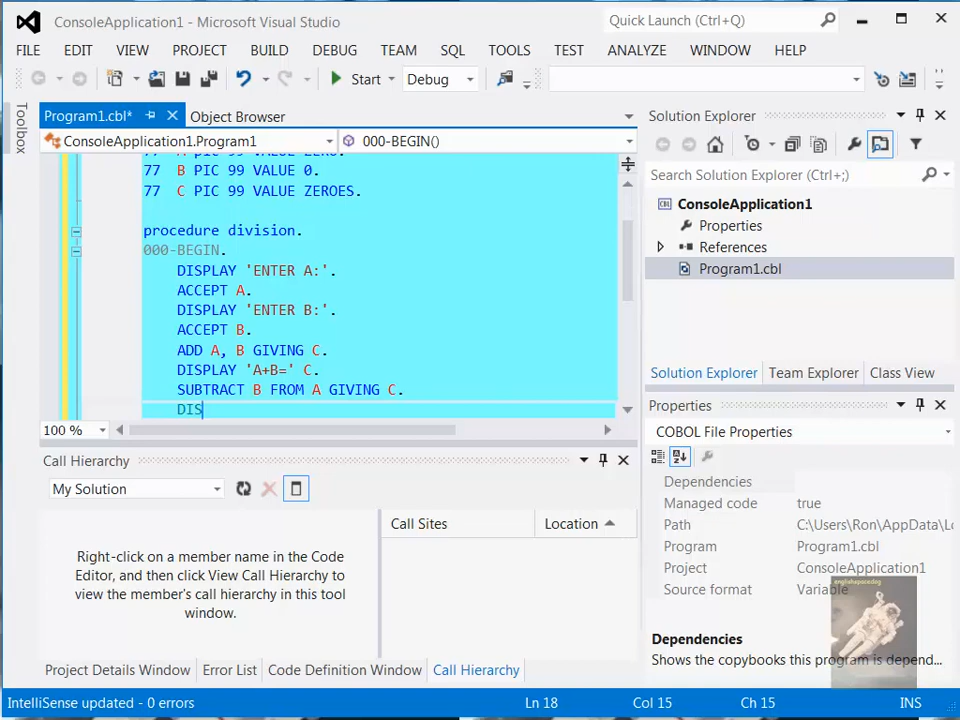 ConsoleApplication1 - Microsoft Visual Studio
Quick Launch (Ctrl+Q)
FILE EDIT VIEW PROJECT BUILD DEBUG TEAM SQL TOOLS TEST ANALYZE WINDOW HELP
Start Debug
Toolbox
Program1.cbl* Object Browser
ConsoleApplication1.Program1 000-BEGIN()
77 A PIC 99 VALUE ZERO.
77 B PIC 99 VALUE 0.
77 C PIC 99 VALUE ZEROES.
procedure division.
000-BEGIN.
DISPLAY 'ENTER A:'.
ACCEPT A.
DISPLAY 'ENTER B:'.
ACCEPT B.
ADD A, B GIVING C.
DISPLAY 'A+B=' C.
SUBTRACT B FROM A GIVING C.
DIS
100 %
Solution Explorer
Search Solution Explorer (Ctrl+;)
ConsoleApplication1
Properties
References
Program1.cbl
Solution Explorer Team Explorer Class View
Properties
COBOL File Properties
Dependencies
Managed code true
Path C:\Users\Ron\AppData\Lo
Program Program1.cbl
Project ConsoleApplication1
Source format Variable
englishspacedog
Dependencies
Shows the copybooks this program is depend...
Call Hierarchy
My Solution
Call Sites Location
Right-click on a member name in the Code
Editor, and then click View Call Hierarchy to
view the member's call hierarchy in this tool
window.
Project Details Window Error List Code Definition Window Call Hierarchy
IntelliSense updated - 0 errors Ln 18 Col 15 Ch 15 INS